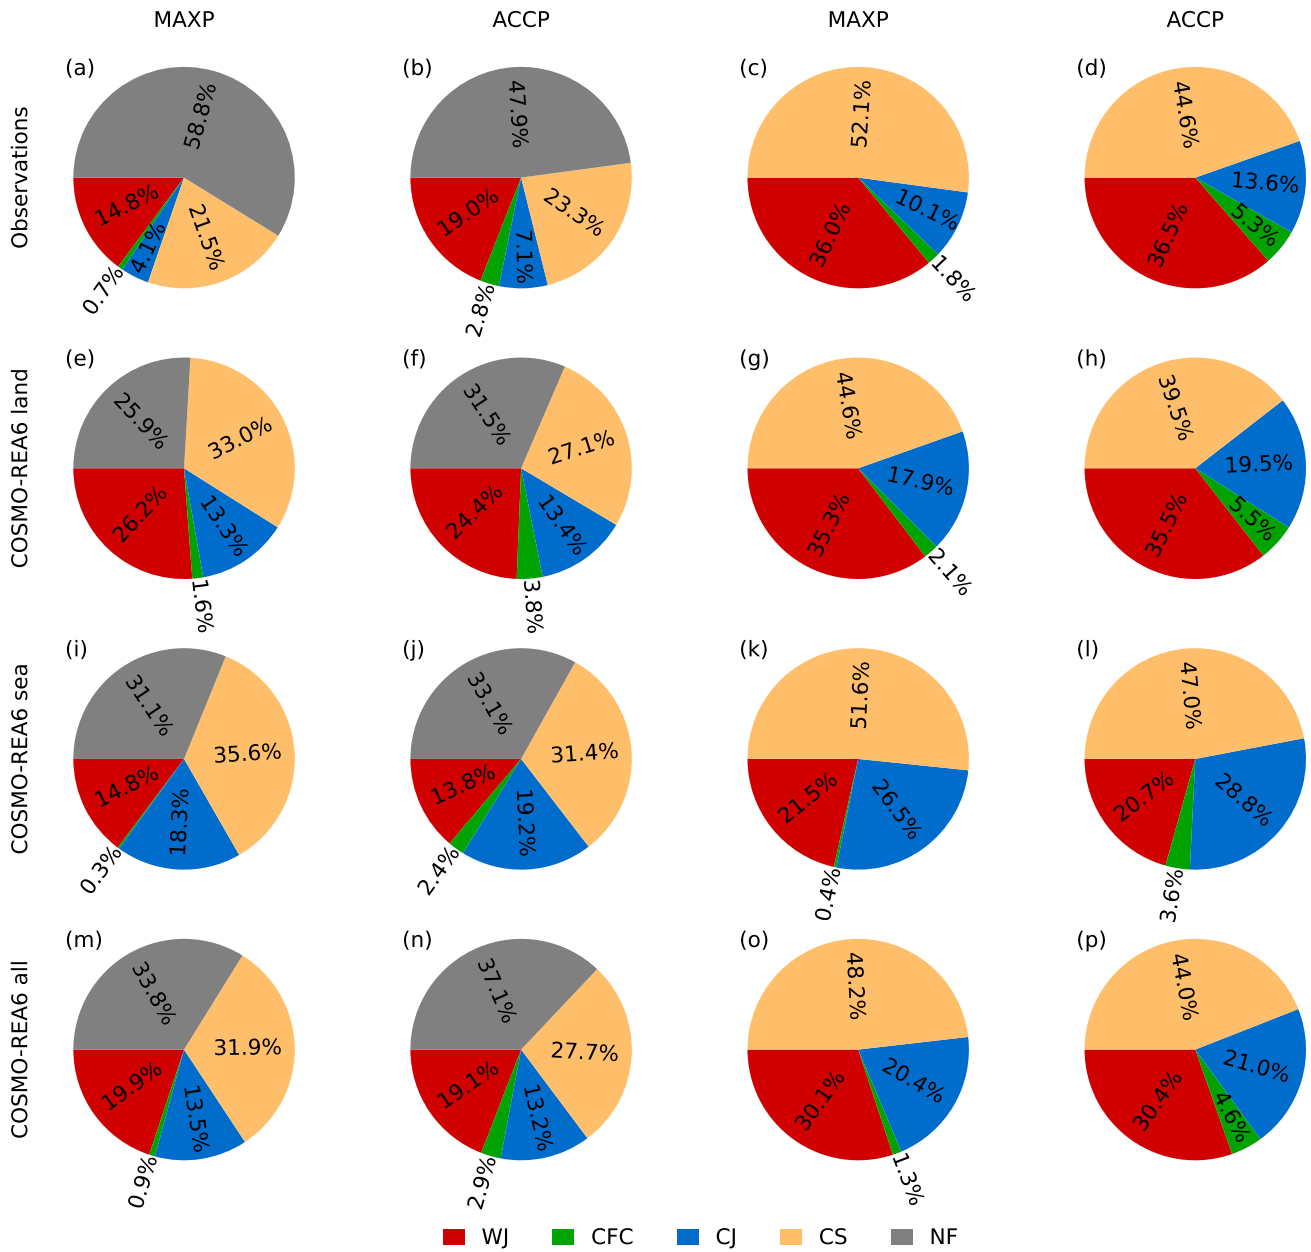 MAXP ACCP MAXP ACCP
Observations
(a) 58.8% 14.8% 0.7% 4.1% 21.5%
(b) 47.9% 19.0% 2.8% 7.1% 23.3%
(c) 52.1% 36.0% 1.8% 10.1%
(d) 44.6% 36.5% 5.3% 13.6%
COSMO-REA6 land
(e) 25.9% 26.2% 1.6% 13.3% 33.0%
(f) 31.5% 24.4% 3.8% 13.4% 27.1%
(g) 44.6% 35.3% 2.1% 17.9%
(h) 39.5% 35.5% 5.5% 19.5%
COSMO-REA6 sea
(i) 31.1% 14.8% 0.3% 18.3% 35.6%
(j) 33.1% 13.8% 2.4% 19.2% 31.4%
(k) 51.6% 21.5% 0.4% 26.5%
(l) 47.0% 20.7% 3.6% 28.8%
COSMO-REA6 all
(m) 33.8% 19.9% 0.9% 13.5% 31.9%
(n) 37.1% 19.1% 2.9% 13.2% 27.7%
(o) 48.2% 30.1% 1.3% 20.4%
(p) 44.0% 30.4% 4.6% 21.0%
WJ CFC CJ CS NF